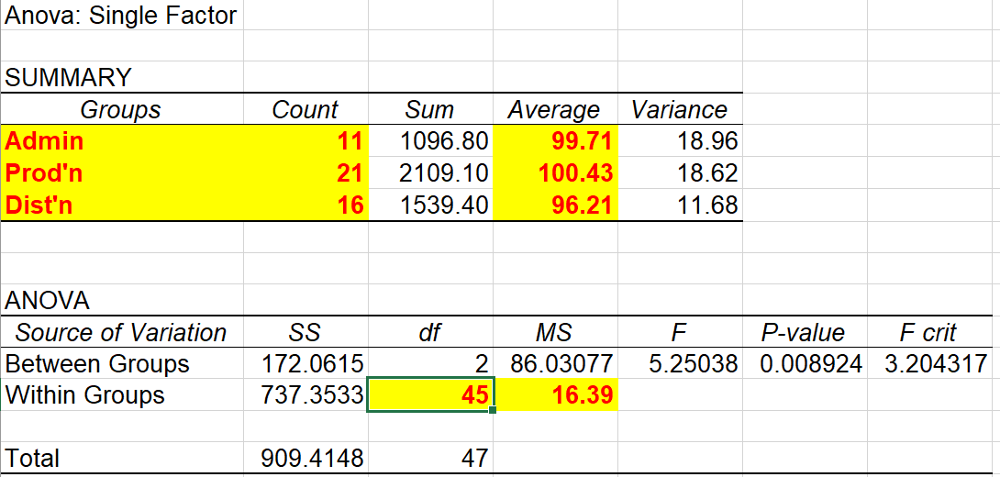 Anova: Single Factor
SUMMARY
Groups Count Sum Average Variance
Admin 11 1096.80 99.71 18.96
Prod'n 21 2109.10 100.43 18.62
Dist'n 16 1539.40 96.21 11.68
ANOVA
Source of Variation SS df MS F P-value F crit
Between Groups 172.0615 2 86.03077 5.25038 0.008924 3.204317
Within Groups 737.3533 45 16.39
Total 909.4148 47